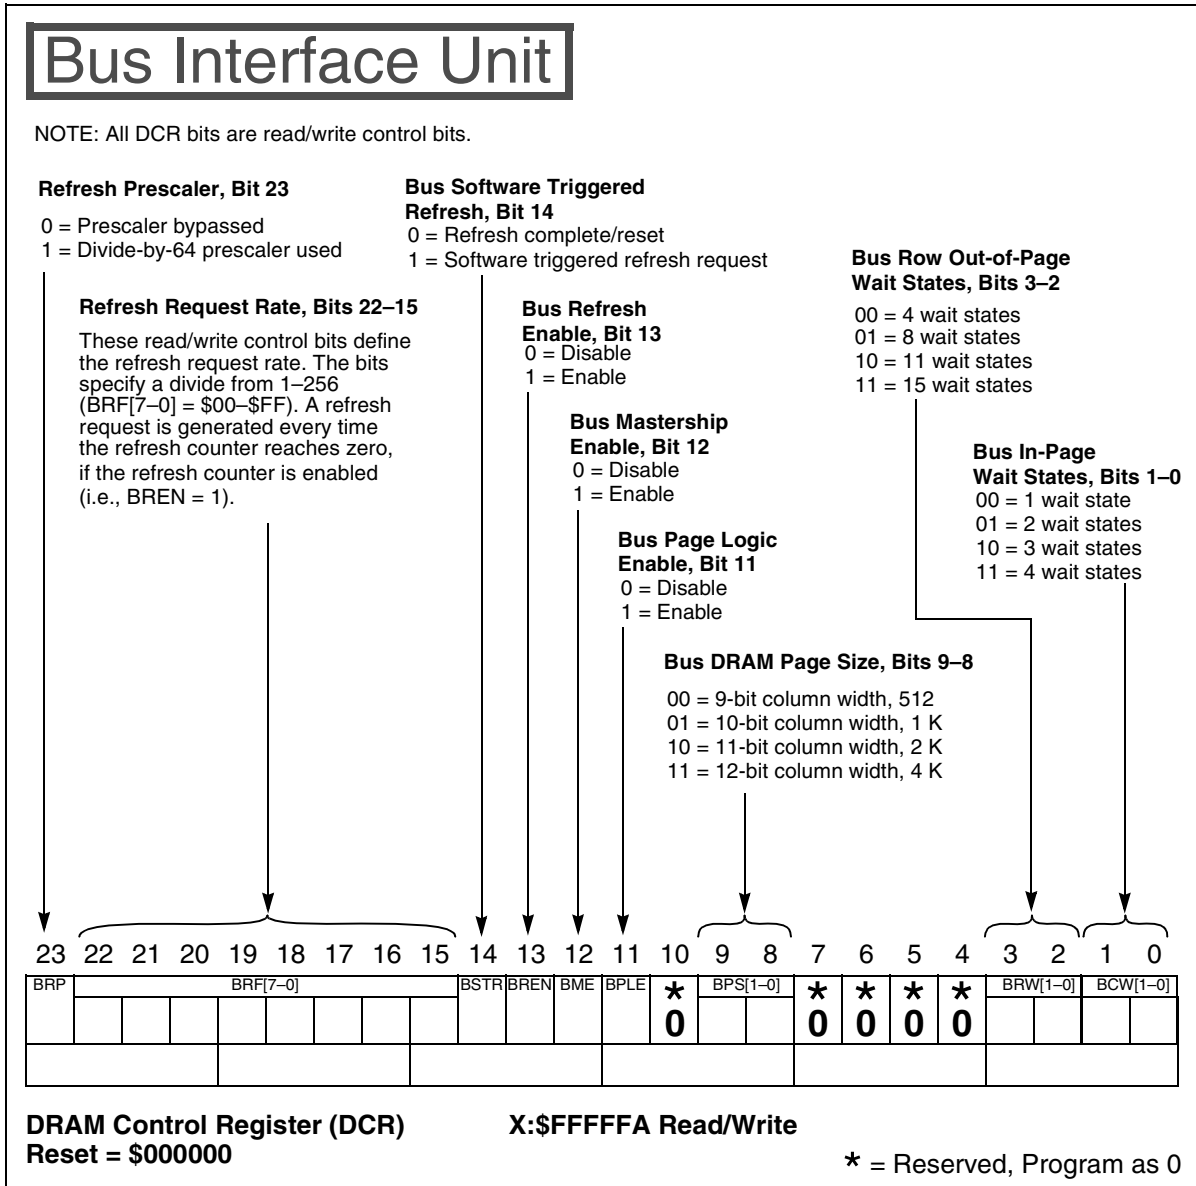 Bus Interface Unit
NOTE: All DCR bits are read/write control bits.
Refresh Prescaler, Bit 23
0 = Prescaler bypassed
1 = Divide-by-64 prescaler used
Bus Software Triggered
Refresh, Bit 14
0 = Refresh complete/reset
1 = Software triggered refresh request
Refresh Request Rate, Bits 22–15
These read/write control bits define
the refresh request rate. The bits
specify a divide from 1–256
(BRF[7–0] = $00–$FF). A refresh
request is generated every time
the refresh counter reaches zero,
if the refresh counter is enabled
(i.e., BREN = 1).
Bus Refresh
Enable, Bit 13
0 = Disable
1 = Enable
Bus Mastership
Enable, Bit 12
0 = Disable
1 = Enable
Bus Page Logic
Enable, Bit 11
0 = Disable
1 = Enable
Bus DRAM Page Size, Bits 9–8
00 = 9-bit column width, 512
01 = 10-bit column width, 1 K
10 = 11-bit column width, 2 K
11 = 12-bit column width, 4 K
Bus Row Out-of-Page
Wait States, Bits 3–2
00 = 4 wait states
01 = 8 wait states
10 = 11 wait states
11 = 15 wait states
Bus In-Page
Wait States, Bits 1–0
00 = 1 wait state
01 = 2 wait states
10 = 3 wait states
11 = 4 wait states
23 22 21 20 19 18 17 16 15 14 13 12 11 10 9 8 7 6 5 4 3 2 1 0
BRP BRF[7–0] BSTR BREN BME BPLE * BPS[1–0] * * * * BRW[1–0] BCW[1–0]
0 0 0 0 0
DRAM Control Register (DCR) X:$FFFFFA Read/Write
Reset = $000000
* = Reserved, Program as 0